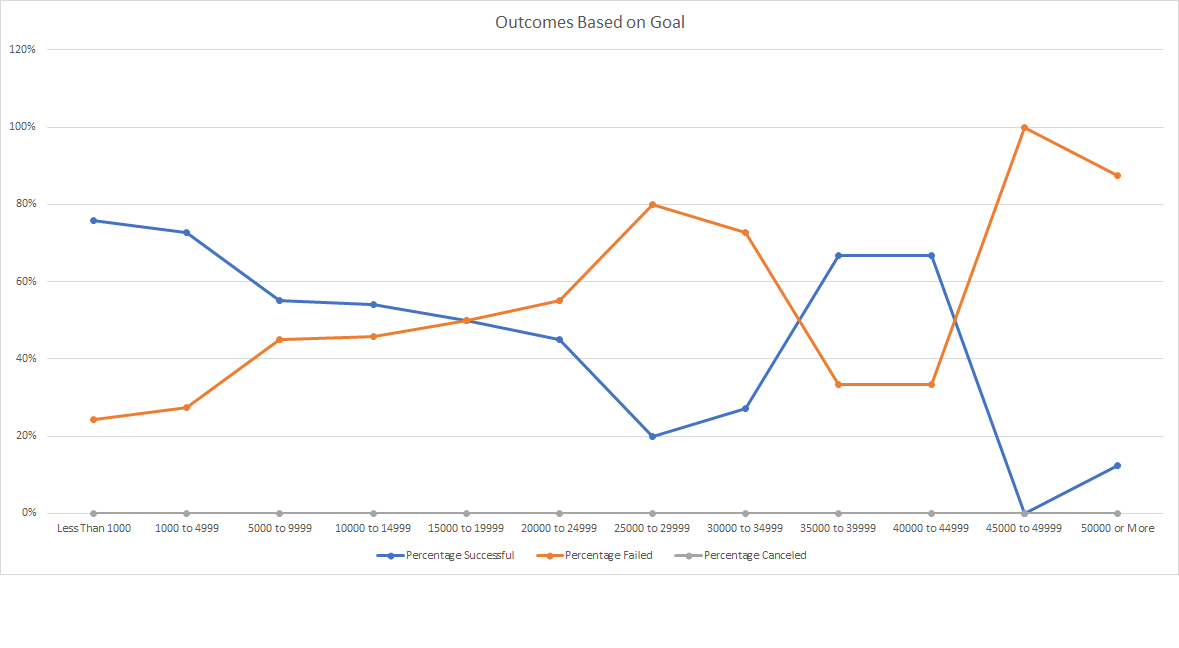 Outcomes Based on Goal
120%
100%
80%
60%
40%
20%
0%
Less Than 1000 1000 to 4999 5000 to 9999 10000 to 14999 15000 to 19999 20000 to 24999 25000 to 29999 30000 to 34999 35000 to 39999 40000 to 44999 45000 to 49999 50000 or More
Percentage Successful Percentage Failed Percentage Canceled